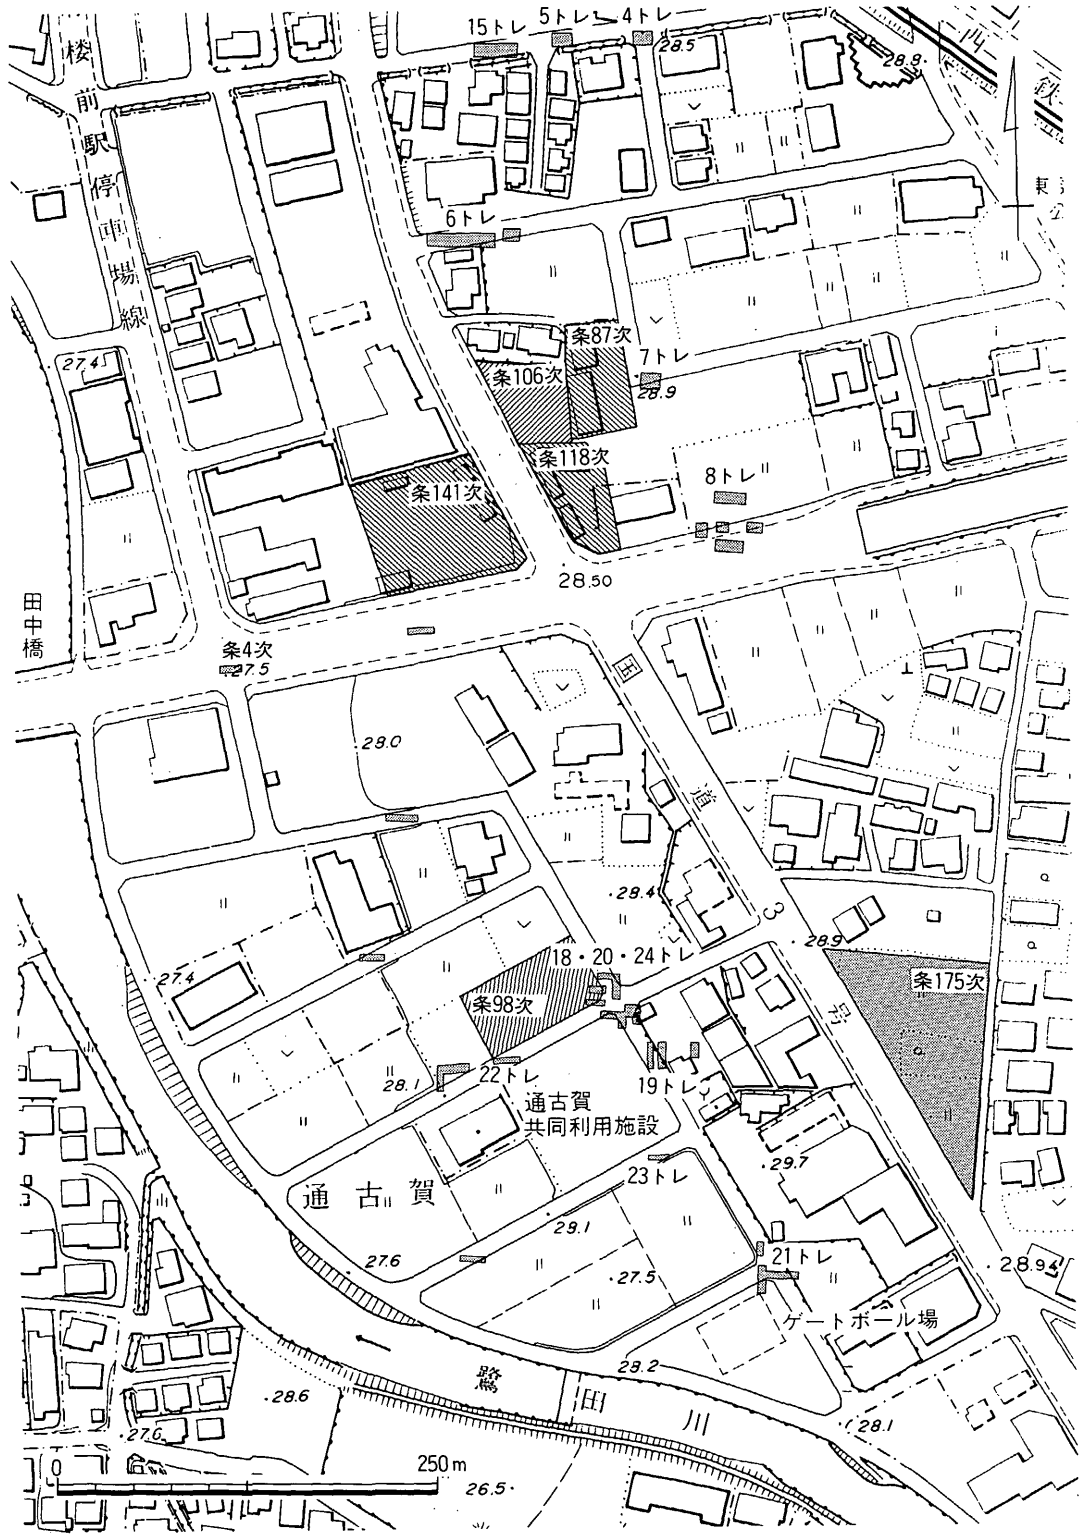 15トレ
5トレ
4トレ
28.5
28.8
西
鉄
楼前駅停車場線
東
6トレ
条87次
7トレ
条106次
28.9
27.4
条118次
8トレ
条141次
28.50
田中橋
条4次
27.5
国道3号
28.0
28.4
28.9
18・20・24トレ
条175次
27.4
条98次
28.1
22トレ
19トレ
通古賀
共同利用施設
29.7
23トレ
通古賀
28.1
27.6
27.5
21トレ
28.94
ゲートボール場
28.2
鷺田川
28.6
28.1
27.6
0
250m
26.5